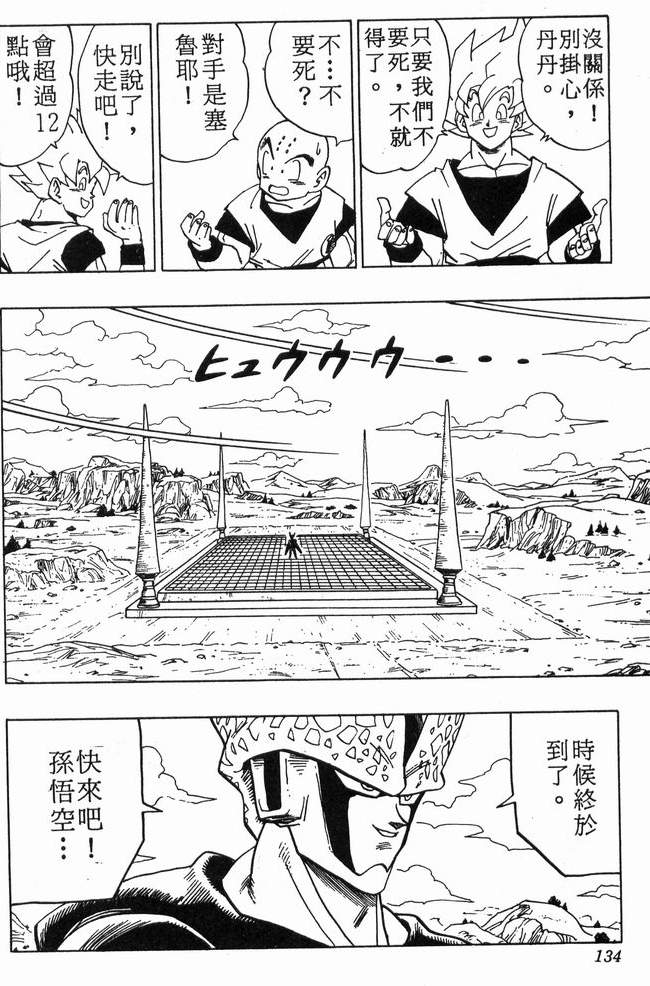 沒關係！
別掛心，
丹丹。
只要我們不
要死，不就
得了。
不…不
要死？
對手是塞
魯耶！
別說了，
快走吧！
會超過12
點哦！
ヒュウウウ・・・
時候終於
到了。
快來吧！
孫悟空…
134